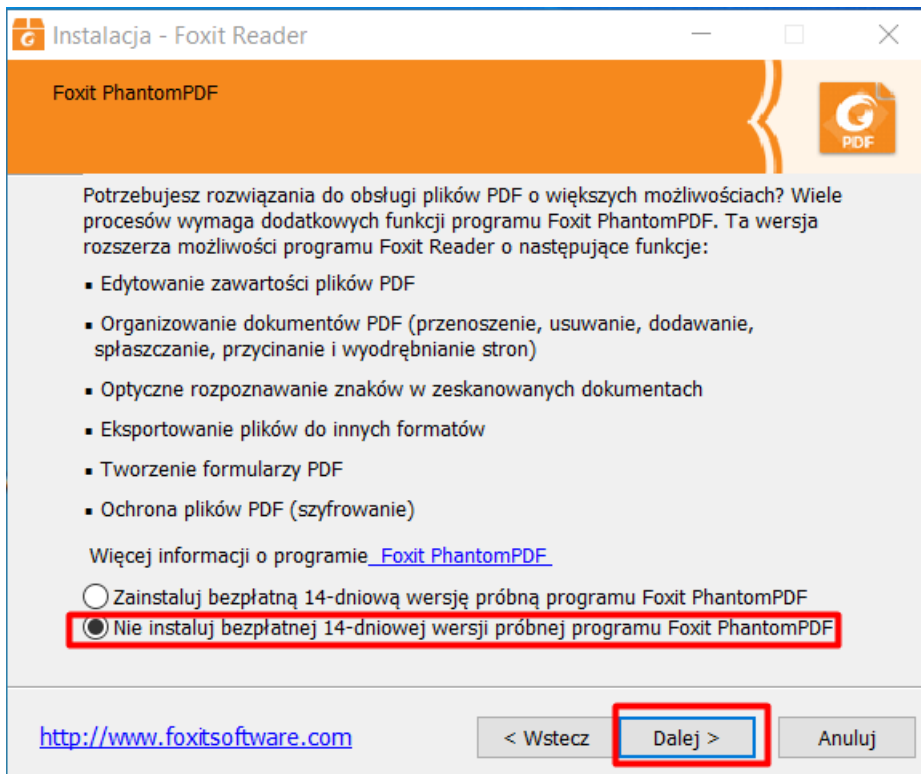 Instalacja - Foxit Reader
Foxit PhantomPDF
PDF
Potrzebujesz rozwiązania do obsługi plików PDF o większych możliwościach? Wiele
procesów wymaga dodatkowych funkcji programu Foxit PhantomPDF. Ta wersja
rozszerza możliwości programu Foxit Reader o następujące funkcje:
▪ Edytowanie zawartości plików PDF
▪ Organizowanie dokumentów PDF (przenoszenie, usuwanie, dodawanie,
spłaszczanie, przycinanie i wyodrębnianie stron)
▪ Optyczne rozpoznawanie znaków w zeskanowanych dokumentach
▪ Eksportowanie plików do innych formatów
▪ Tworzenie formularzy PDF
▪ Ochrona plików PDF (szyfrowanie)
Więcej informacji o programie Foxit PhantomPDF
Zainstaluj bezpłatną 14-dniową wersję próbną programu Foxit PhantomPDF
Nie instaluj bezpłatnej 14-dniowej wersji próbnej programu Foxit PhantomPDF
http://www.foxitsoftware.com
< Wstecz
Dalej >
Anuluj